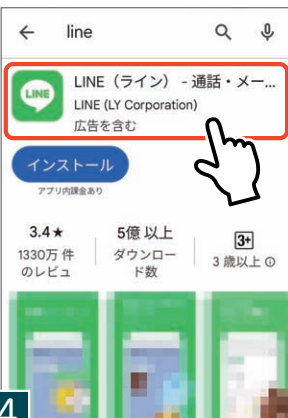 line
LINE
LINE（ライン） - 通話・メー...
LINE (LY Corporation)
広告を含む
インストール
アプリ内課金あり
3.4★
1330万 件
のレビュ
5億 以上
ダウンロー
ド数
3+
3 歳以上
4